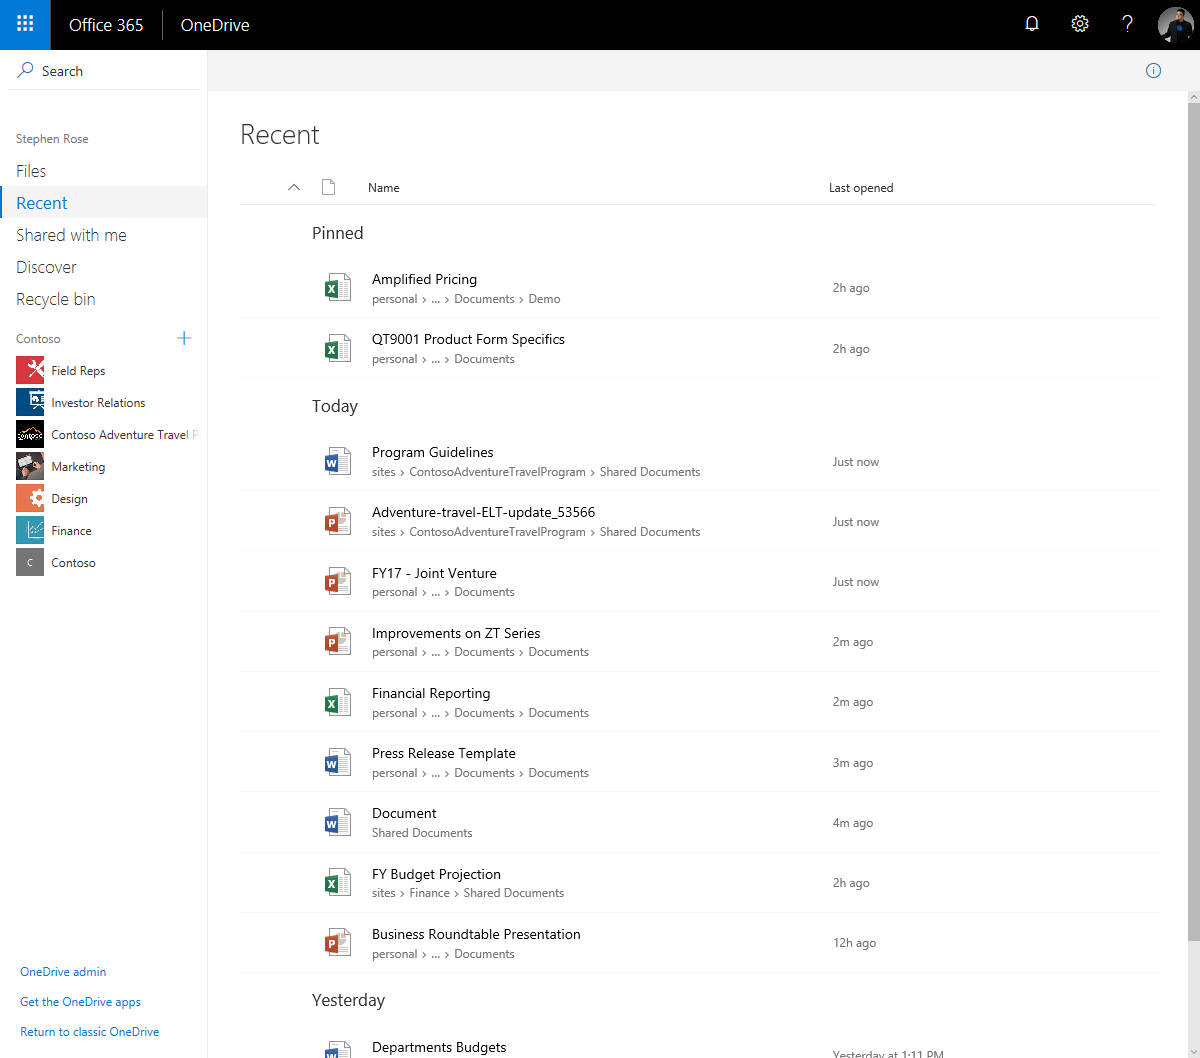 Office 365
OneDrive
Search
Stephen Rose
Files
Recent
Shared with me
Discover
Recycle bin
Contoso
Field Reps
Investor Relations
contoso
Contoso Adventure Travel P
Marketing
Design
Finance
C
Contoso
OneDrive admin
Get the OneDrive apps
Return to classic OneDrive
Recent
Name Last opened
Pinned
Amplified Pricing
personal > ... > Documents > Demo
2h ago
QT9001 Product Form Specifics
personal > ... > Documents
2h ago
Today
Program Guidelines
sites > ContosoAdventureTravelProgram > Shared Documents
Just now
Adventure-travel-ELT-update_53566
sites > ContosoAdventureTravelProgram > Shared Documents
Just now
FY17 - Joint Venture
personal > ... > Documents
Just now
Improvements on ZT Series
personal > ... > Documents > Documents
2m ago
Financial Reporting
personal > ... > Documents > Documents
2m ago
Press Release Template
personal > ... > Documents > Documents
3m ago
Document
Shared Documents
4m ago
FY Budget Projection
sites > Finance > Shared Documents
2h ago
Business Roundtable Presentation
personal > ... > Documents
12h ago
Yesterday
Departments Budgets
Yesterday at 1:11 PM